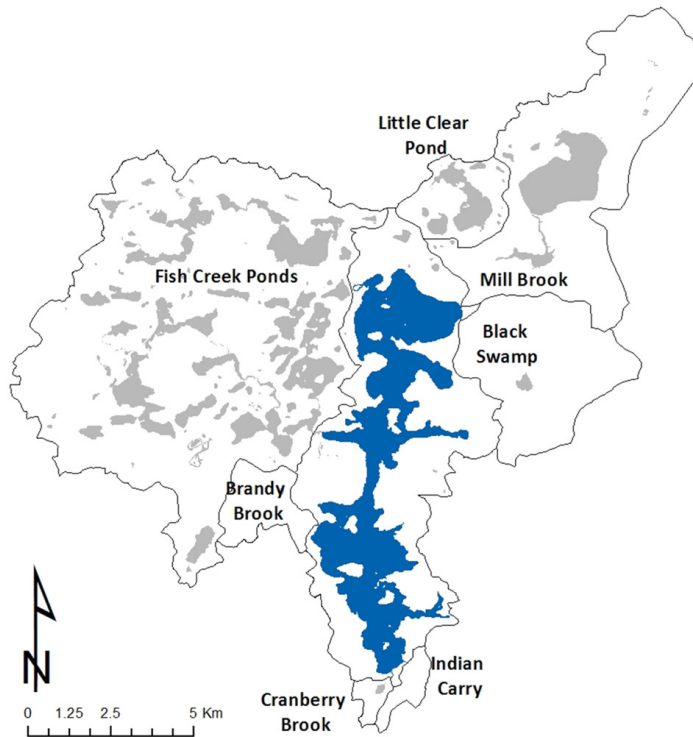 Little Clear
Pond
Fish Creek Ponds
Mill Brook
Black
Swamp
Brandy
Brook
N
Indian
Carry
Cranberry
Brook
0 1.25 2.5 5 Km